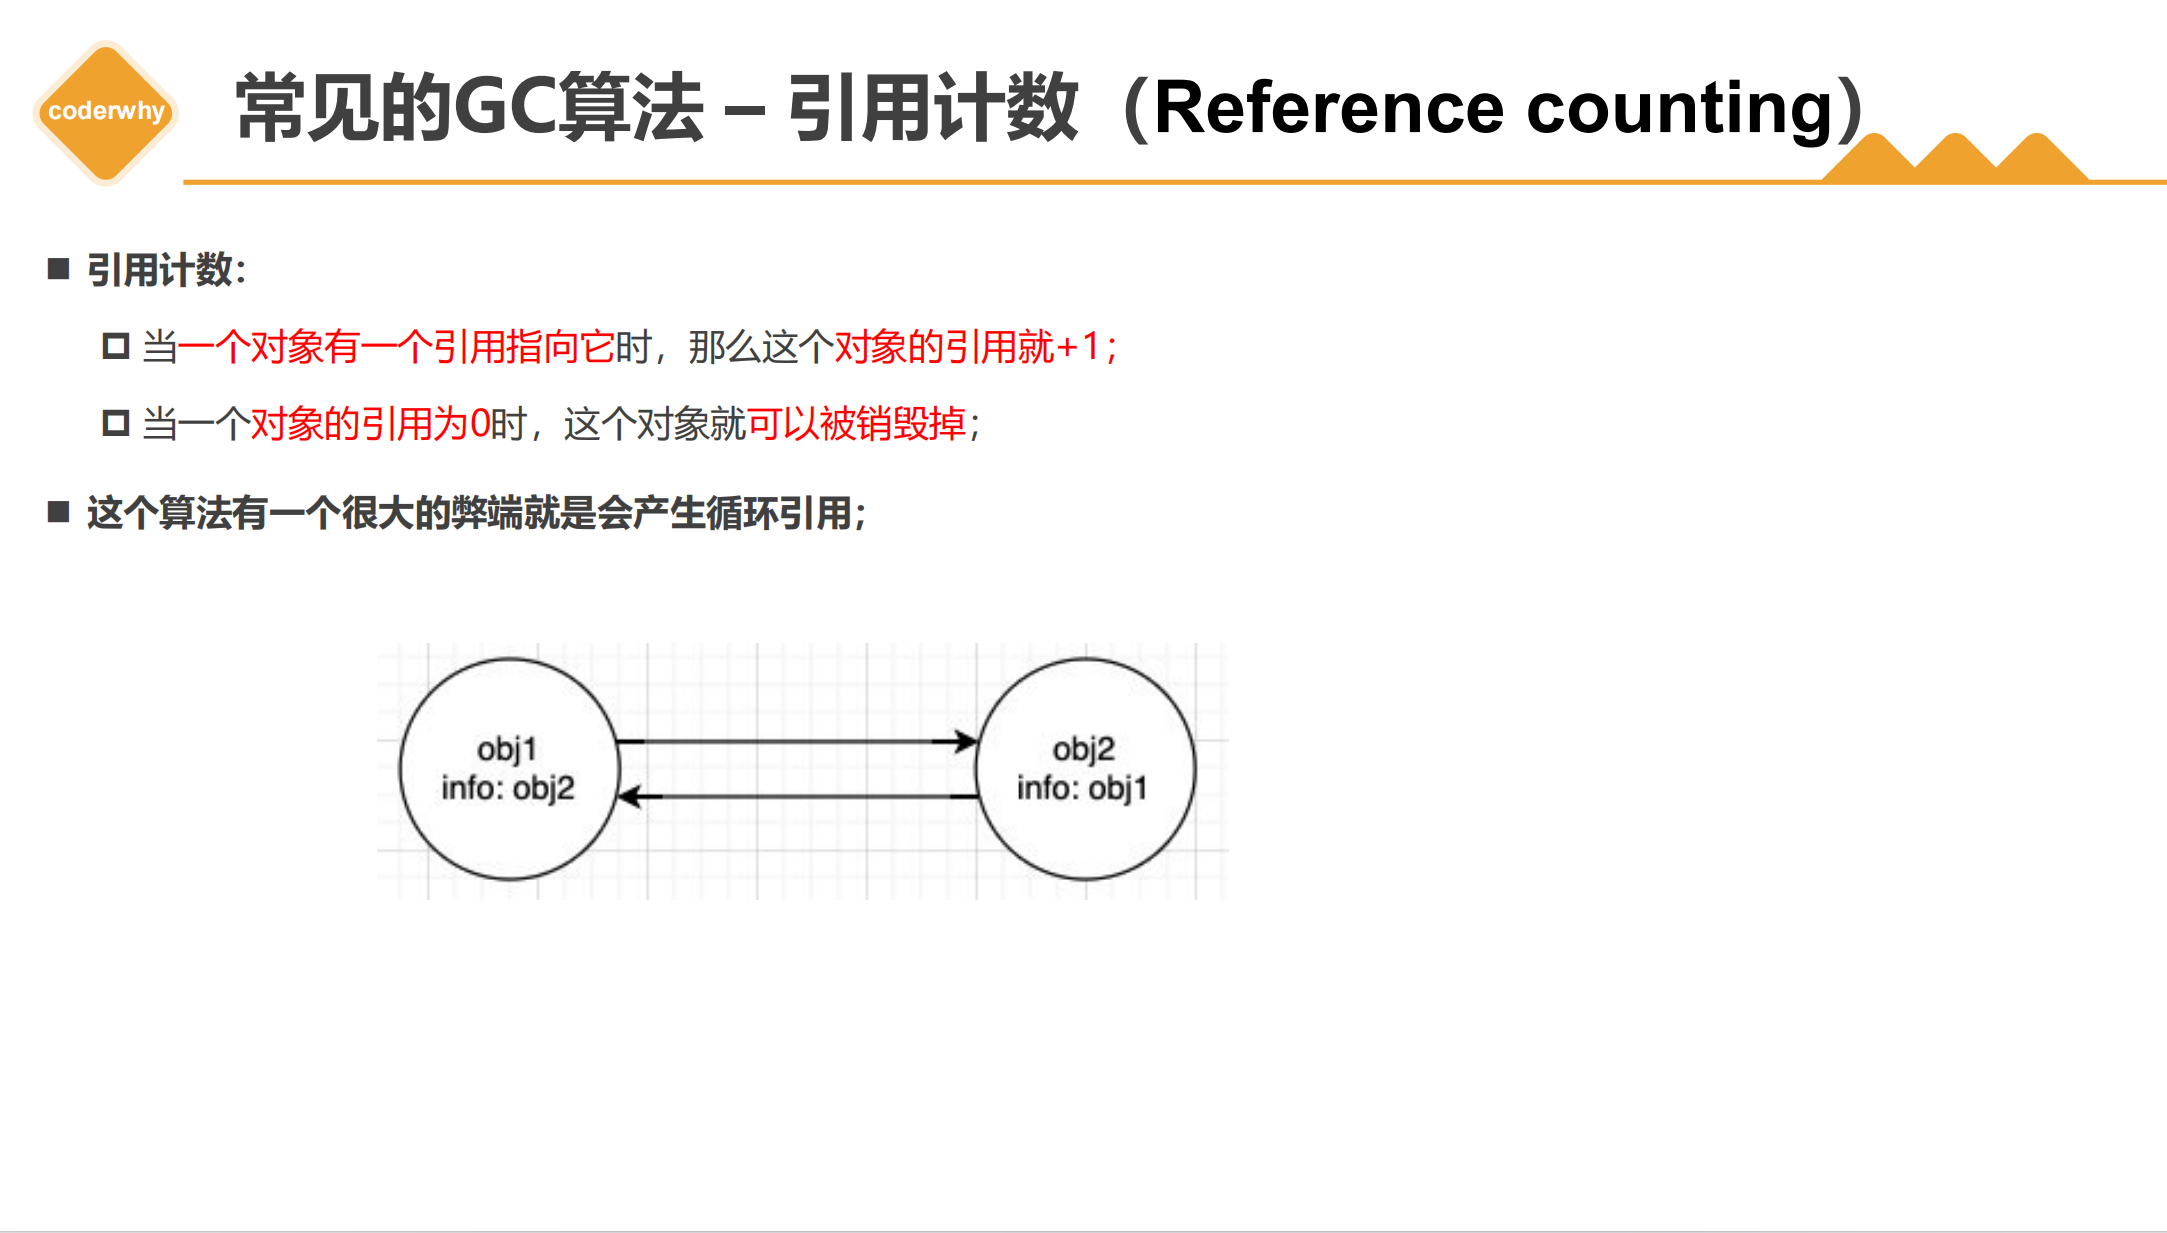 coderwhy
常见的GC算法 – 引用计数（Reference counting）
引用计数：
当一个对象有一个引用指向它时，那么这个对象的引用就+1；
当一个对象的引用为0时，这个对象就可以被销毁掉；
这个算法有一个很大的弊端就是会产生循环引用；
obj1
info: obj2
obj2
info: obj1